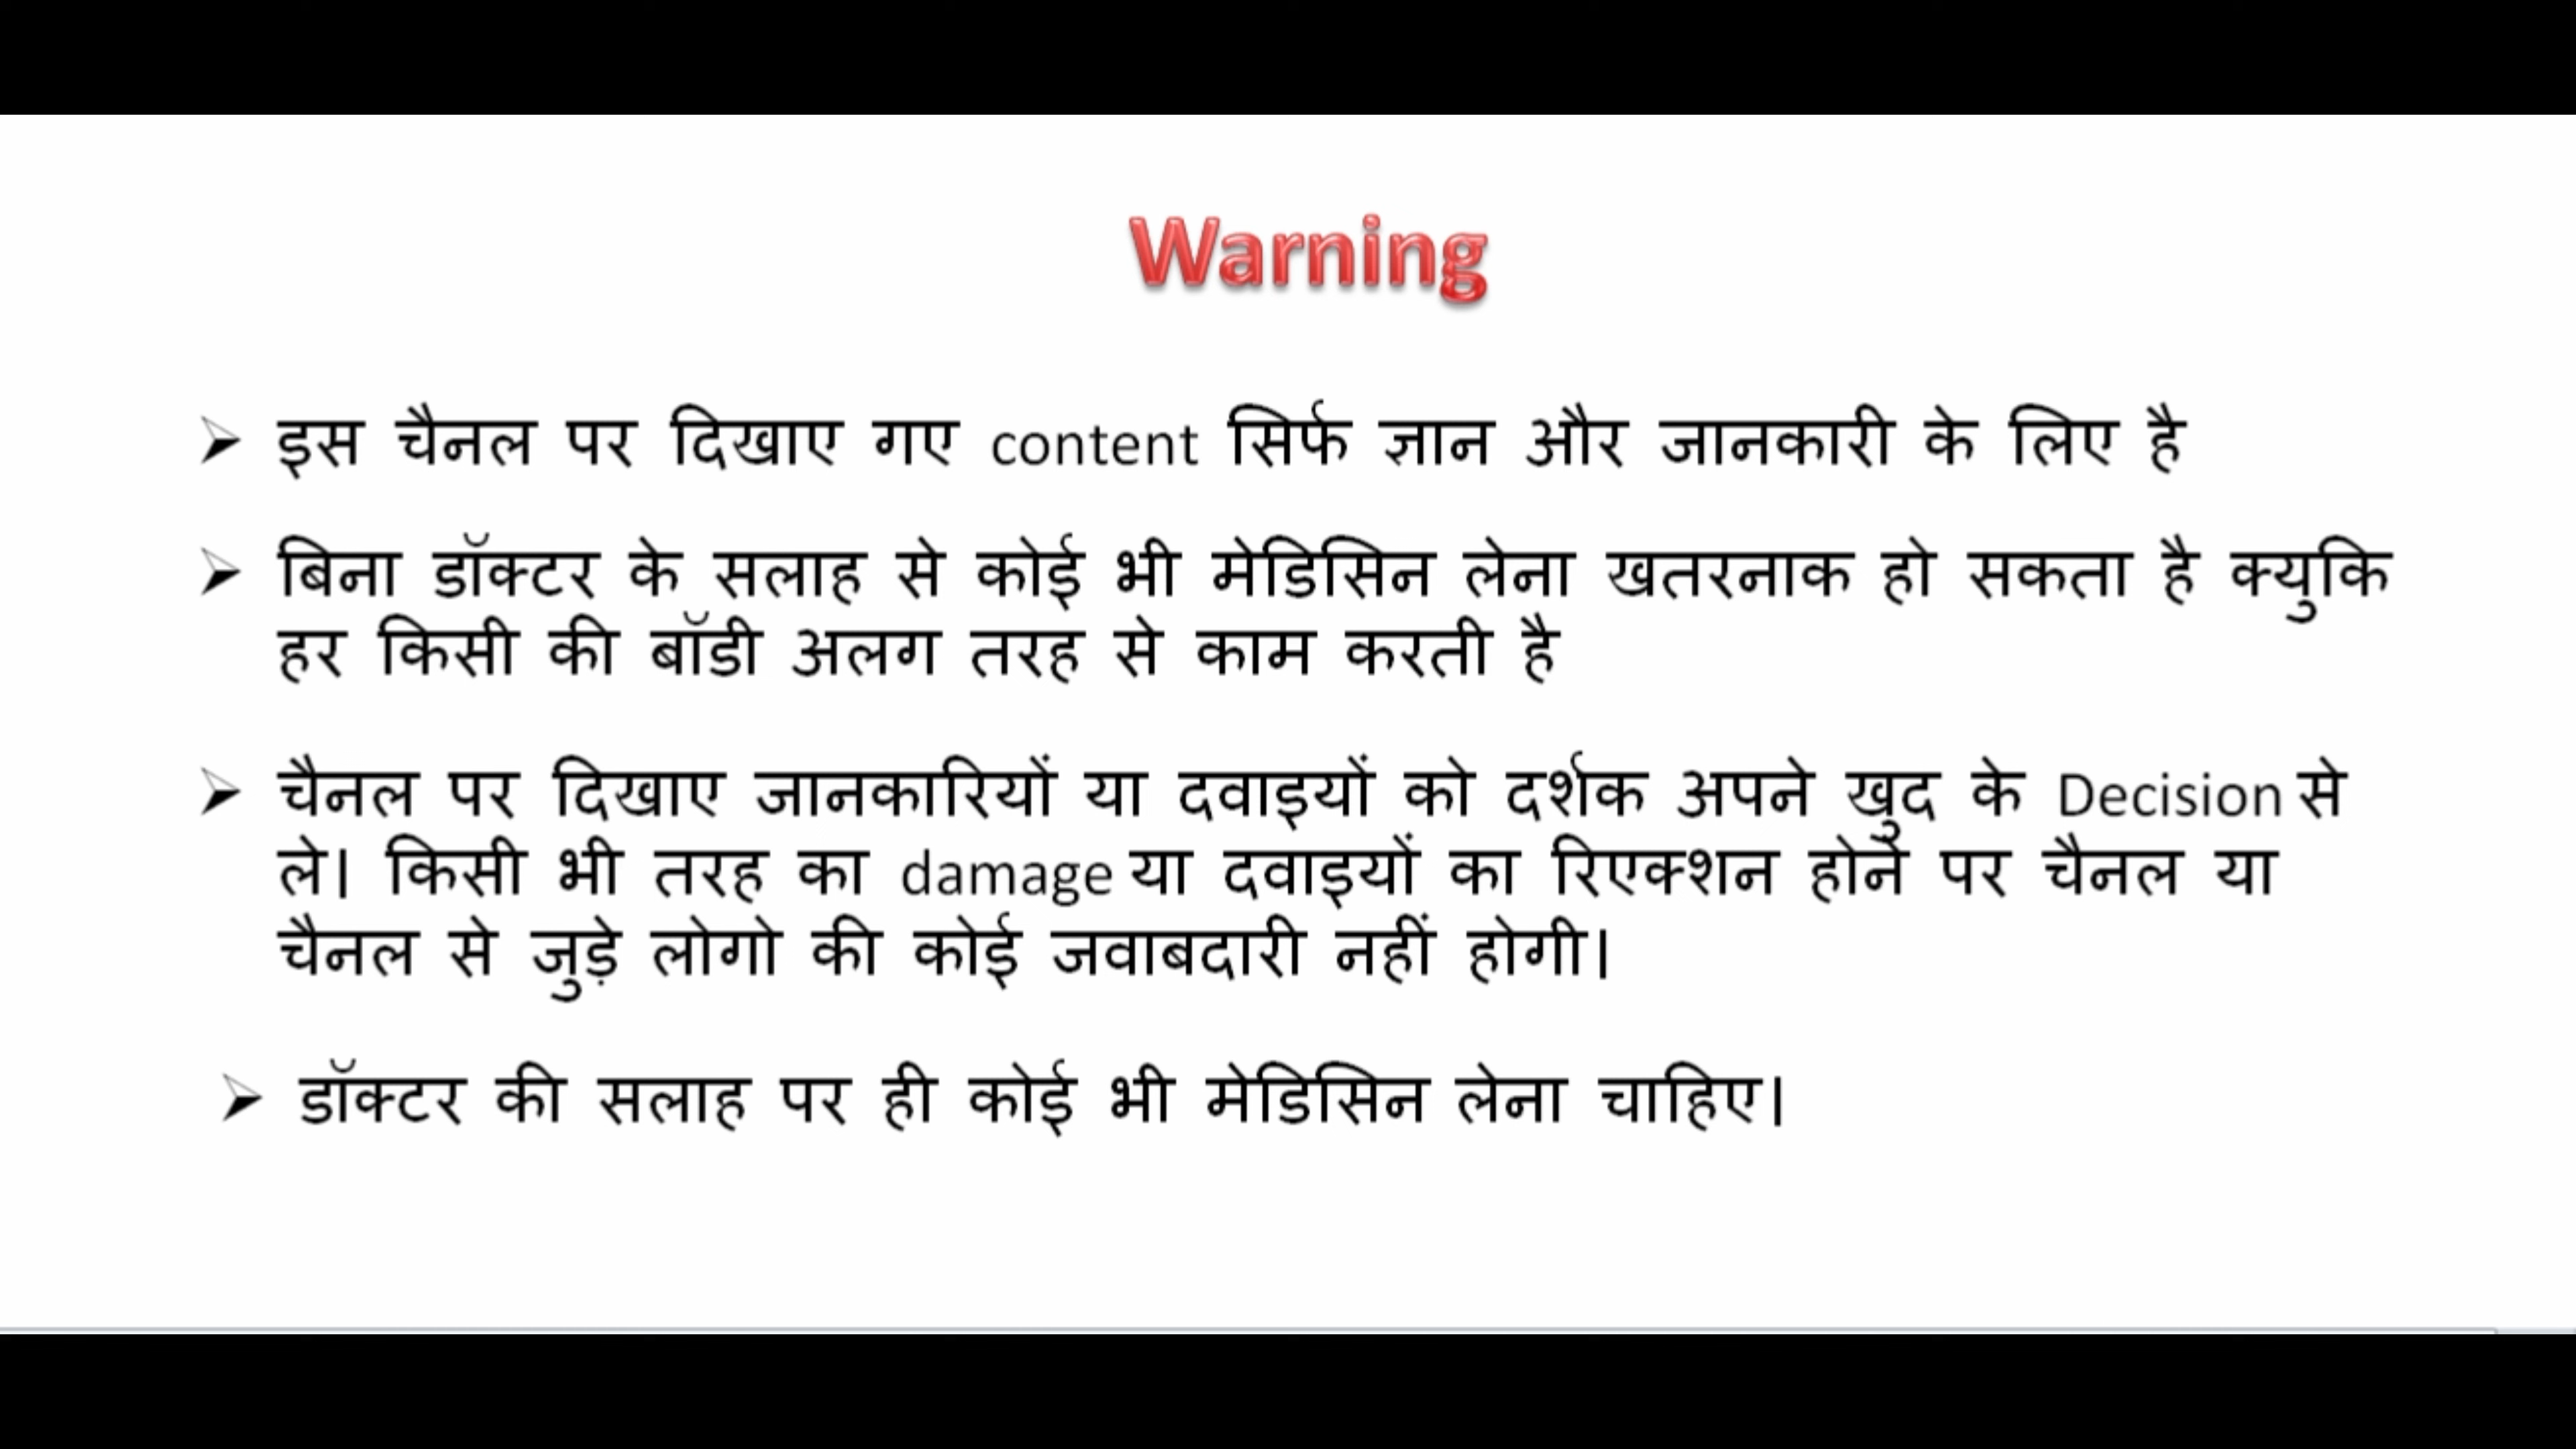 Warning
इस चैनल पर दिखाए गए content सिर्फ ज्ञान और जानकारी के लिए है
बिना डॉक्टर के सलाह से कोई भी मेडिसिन लेना खतरनाक हो सकता है क्युकि
हर किसी की बॉडी अलग तरह से काम करती है
चैनल पर दिखाए जानकारियों या दवाइयों को दर्शक अपने खुद के Decision से
ले। किसी भी तरह का damage या दवाइयों का रिएक्शन होने पर चैनल या
चैनल से जुड़े लोगो की कोई जवाबदारी नहीं होगी।
डॉक्टर की सलाह पर ही कोई भी मेडिसिन लेना चाहिए।